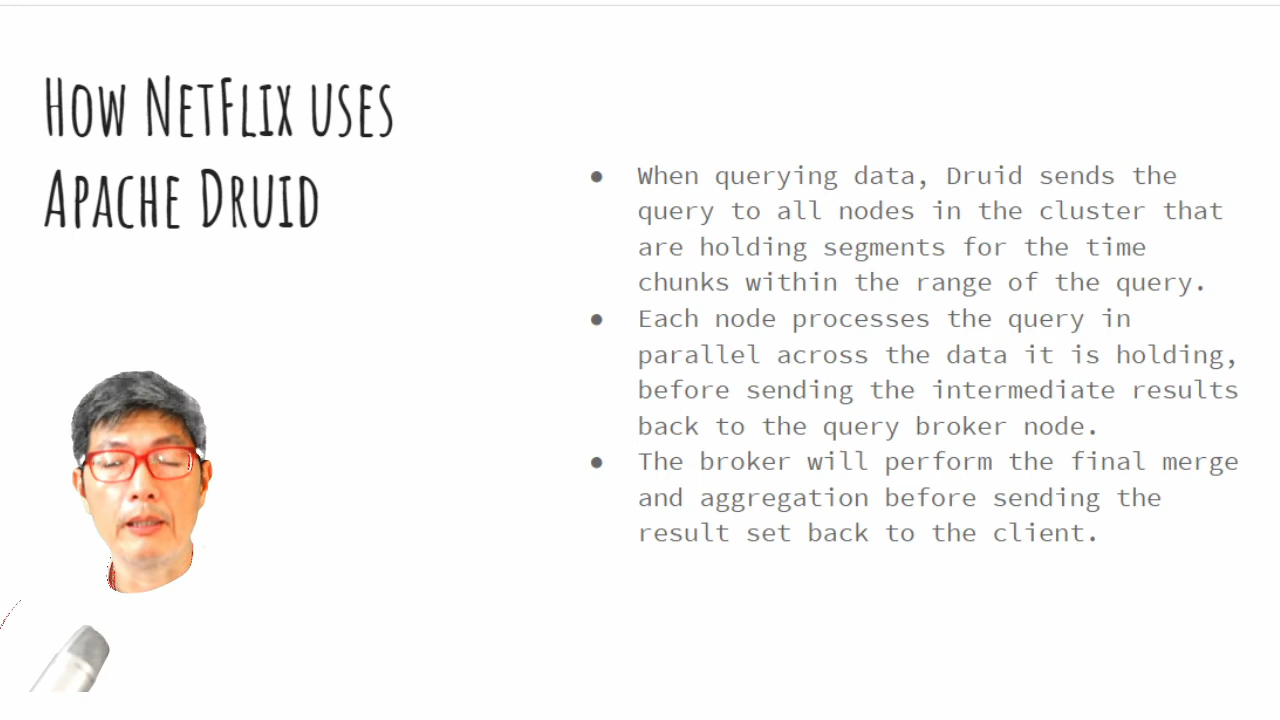 How NetFlix uses
Apache Druid
● When querying data, Druid sends the
query to all nodes in the cluster that
are holding segments for the time
chunks within the range of the query.
● Each node processes the query in
parallel across the data it is holding,
before sending the intermediate results
back to the query broker node.
● The broker will perform the final merge
and aggregation before sending the
result set back to the client.